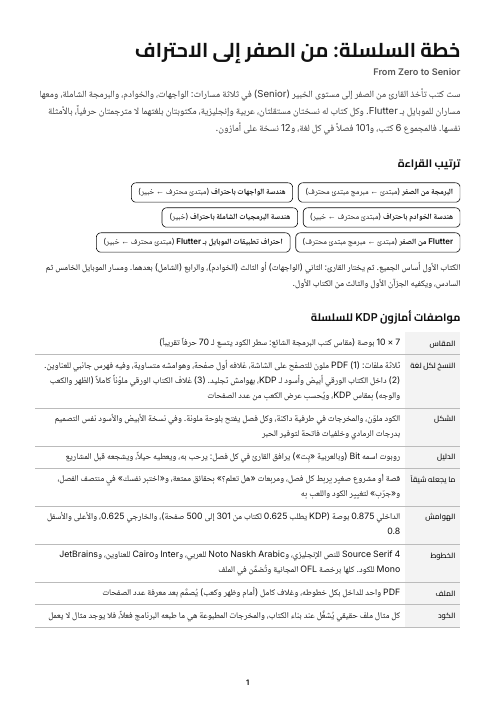 خطة السلسلة: من الصفر إلى الاحتراف
From Zero to Senior
ست كتب تأخذ القارئ من الصفر إلى مستوى الخبير (Senior) في ثلاثة مسارات: الواجهات، والخوادم، والبرمجة الشاملة، ومعها
مساران للموبايل بـ Flutter. وكل كتاب له نسختان مستقلتان، عربية وإنجليزية، مكتوبتان بلغتهما لا مترجمتان حرفياً، بالأمثلة
نفسها. فالمجموع 6 كتب، و101 فصلاً في كل لغة، و12 نسخة على أمازون.
ترتيب القراءة
البرمجة من الصفر (مبتدئ ← مبرمج مبتدئ محترف)
هندسة الواجهات باحتراف (مبتدئ محترف ← خبير)
هندسة الخوادم باحتراف (مبتدئ محترف ← خبير)
هندسة البرمجيات الشاملة باحتراف (خبير)
Flutter من الصفر (مبتدئ ← مبرمج مبتدئ محترف)
احتراف تطبيقات الموبايل بـ Flutter (مبتدئ محترف ← خبير)
الكتاب الأول أساس الجميع. ثم يختار القارئ: الثاني (الواجهات) أو الثالث (الخوادم)، والرابع (الشامل) بعدهما. ومسار الموبايل الخامس ثم
السادس، ويكفيه الجزآن الأول والثالث من الكتاب الأول.
مواصفات أمازون KDP للسلسلة
المقاس
7 × 10 بوصة (مقاس كتب البرمجة الشائع: سطر الكود يتسع لـ 70 حرفاً تقريباً)
النسخ لكل لغة
ثلاثة ملفات: (1) PDF ملون للتصفح على الشاشة، غلافه أول صفحة، وهوامشه متساوية، وفيه فهرس جانبي للعناوين.
(2) داخل الكتاب الورقي أبيض وأسود لـ KDP، بهوامش تجليد. (3) غلاف الكتاب الورقي ملوّناً كاملاً (الظهر والكعب
والوجه) بمقاس KDP، ويُحسب عرض الكعب من عدد الصفحات
الشكل
الكود ملوّن، والمخرجات في طرفية داكنة، وكل فصل يفتح بلوحة ملونة. وفي نسخة الأبيض والأسود نفس التصميم
بدرجات الرمادي وخلفيات فاتحة لتوفير الحبر
الدليل
روبوت اسمه Bit (وبالعربية «بِت») يرافق القارئ في كل فصل: يرحب به، ويعطيه حيلاً، ويشجعه قبل المشاريع
ما يجعله شيقاً
قصة أو مشروع صغير يربط كل فصل، ومربعات «هل تعلم؟» بحقائق ممتعة، و«اختبر نفسك» في منتصف الفصل،
و«جرّب» لتغيير الكود واللعب به
الهوامش
الداخلي 0.875 بوصة (KDP يطلب 0.625 لكتاب من 301 إلى 500 صفحة)، والخارجي 0.625، والأعلى والأسفل
0.8
الخطوط
Source Serif 4 للنص الإنجليزي، وNoto Naskh Arabic للعربي، وInter وCairo للعناوين، وJetBrains
Mono للكود. كلها برخصة OFL المجانية وتُضمَّن في الملف
الملف
PDF واحد للداخل بكل خطوطه، وغلاف كامل (أمام وظهر وكعب) يُصمَّم بعد معرفة عدد الصفحات
الكود
كل مثال ملف حقيقي يُشغَّل عند بناء الكتاب، والمخرجات المطبوعة هي ما طبعه البرنامج فعلاً، فلا يوجد مثال لا يعمل
1